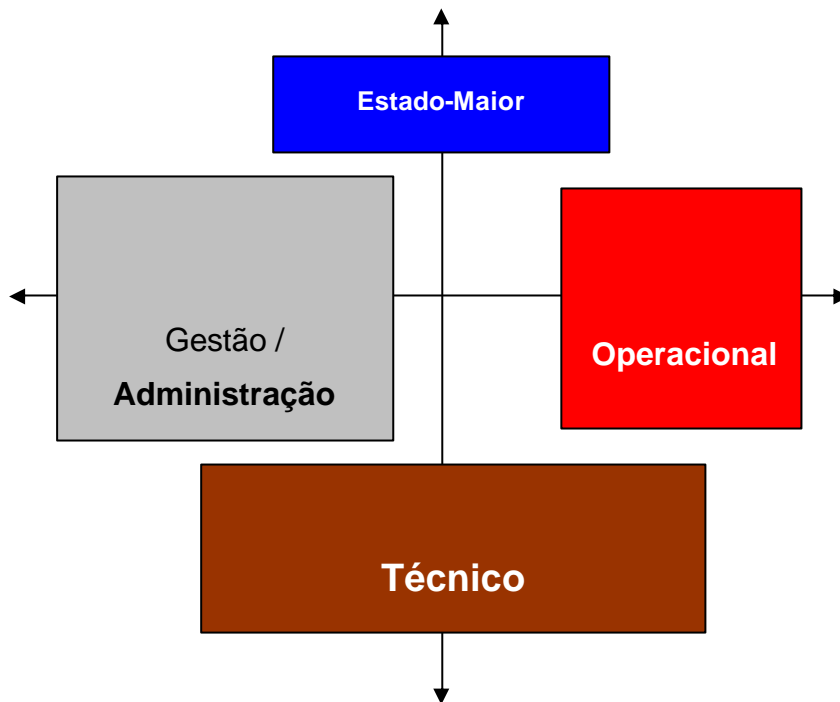 Estado-Maior
Gestão /
Administração
Operacional
Técnico